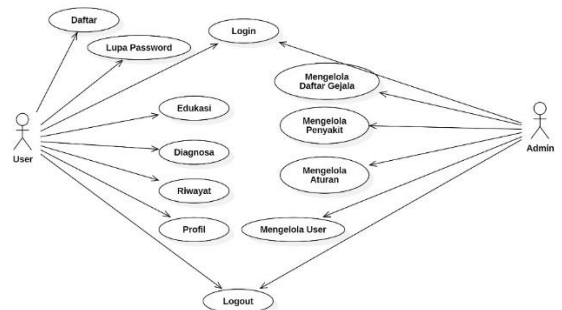 Daftar
Lupa Password
Login
Mengelola
Daftar Gejala
Edukasi
Mengelola
Penyakit
User
Admin
Diagnosa
Mengelola
Aturan
Riwayat
Profil
Mengelola User
Logout